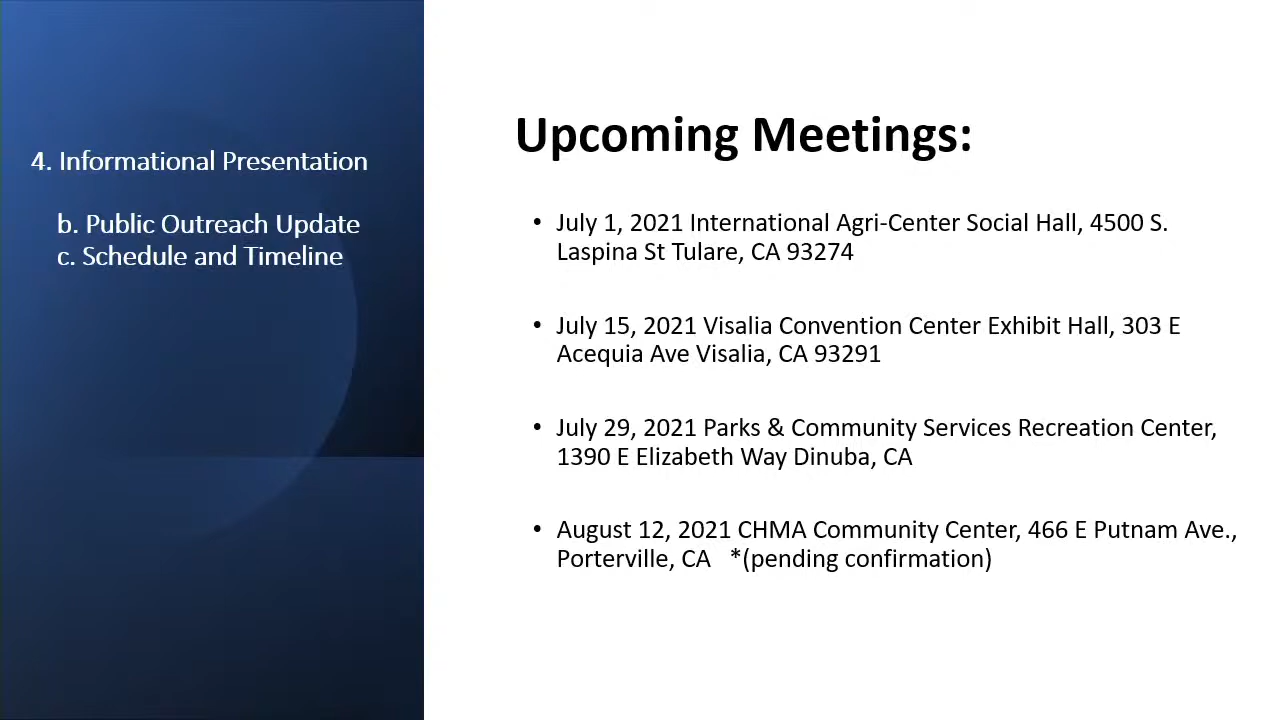 4. Informational Presentation
b. Public Outreach Update
c. Schedule and Timeline
Upcoming Meetings:
• July 1, 2021 International Agri-Center Social Hall, 4500 S.
Laspina St Tulare, CA 93274
• July 15, 2021 Visalia Convention Center Exhibit Hall, 303 E
Acequia Ave Visalia, CA 93291
• July 29, 2021 Parks & Community Services Recreation Center,
1390 E Elizabeth Way Dinuba, CA
• August 12, 2021 CHMA Community Center, 466 E Putnam Ave.,
Porterville, CA *(pending confirmation)